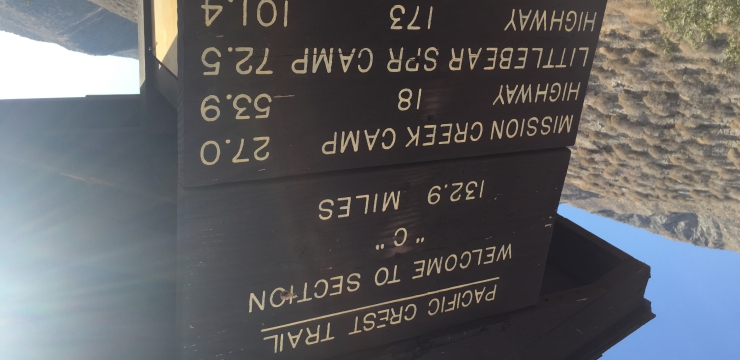 PACIFIC CREST TRAIL
WELCOME TO SECTION
" C "
132.9 MILES
MISSION CREEK CAMP 27.0
HIGHWAY 18 53.9
LITTLEBEAR SPR CAMP 72.5
HIGHWAY 173 101.4